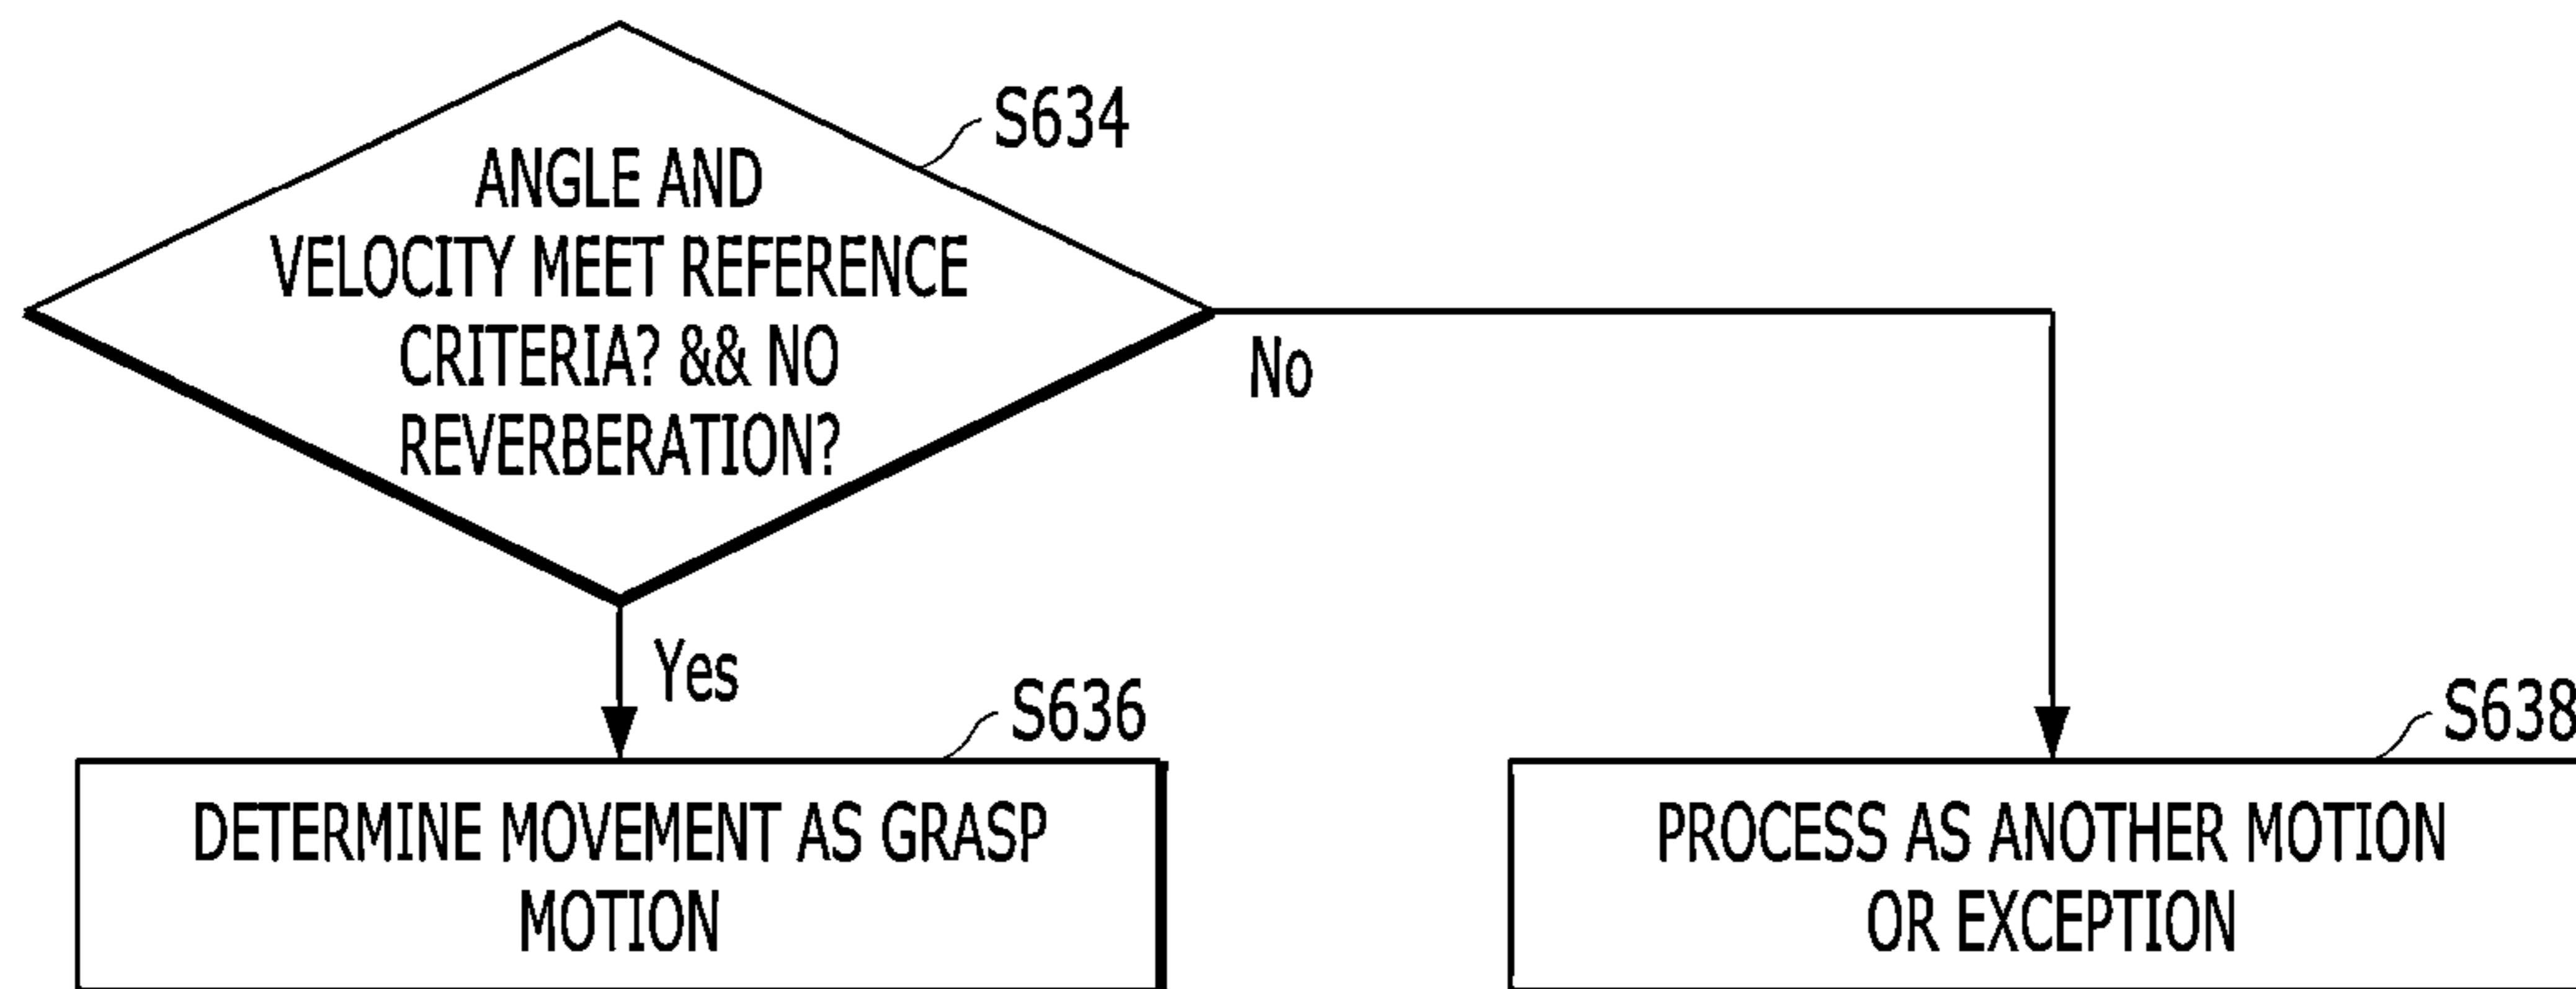 S634
ANGLE AND
VELOCITY MEET REFERENCE
CRITERIA? && NO
REVERBERATION?
No
Yes
S636
S638
DETERMINE MOVEMENT AS GRASP
MOTION
PROCESS AS ANOTHER MOTION
OR EXCEPTION